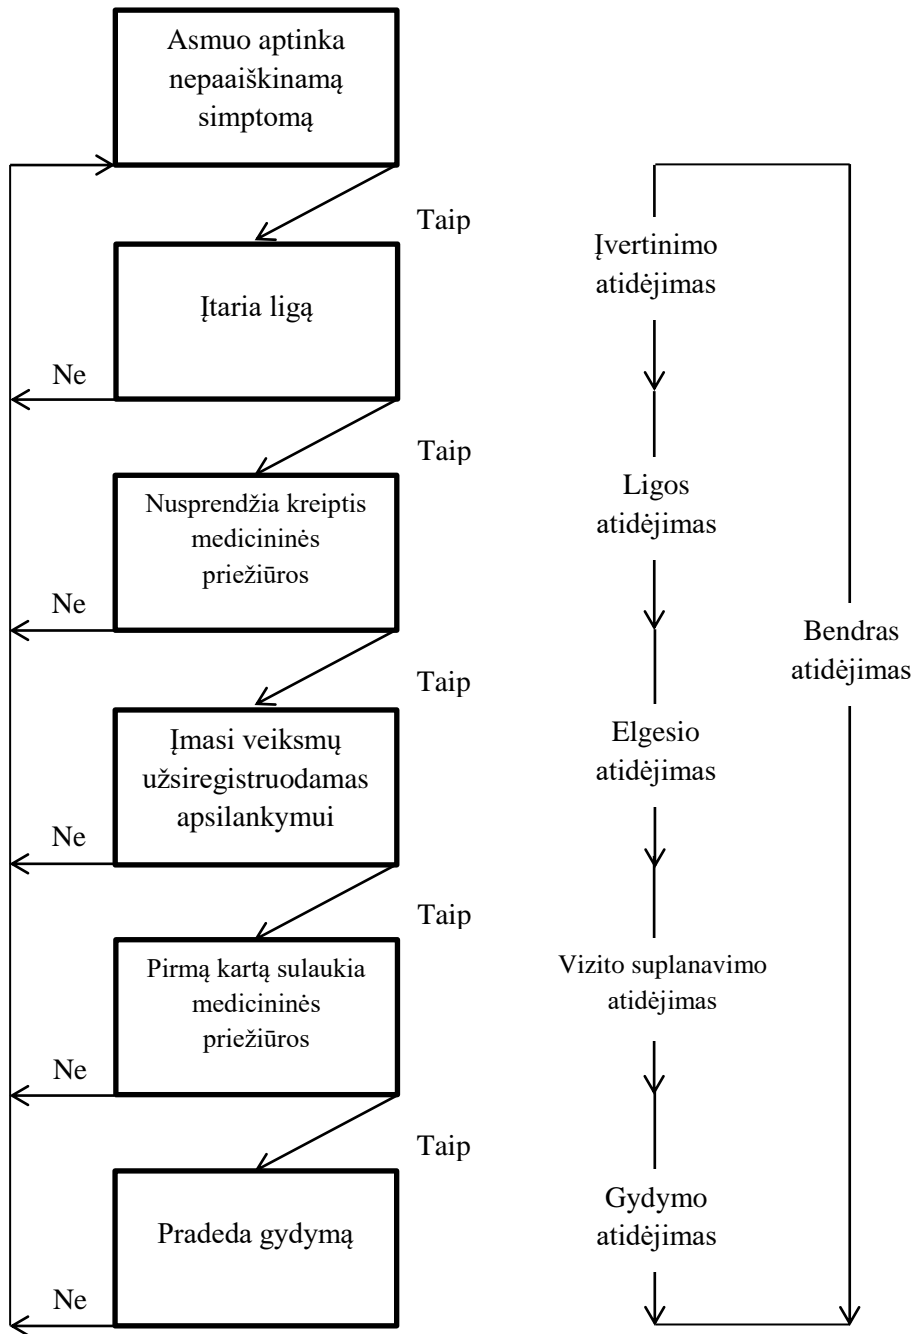 Asmuo aptinka
nepaaiškinamą
simptomą
Taip
Įvertinimo
atidėjimas
Įtaria ligą
Ne
Taip
Ligos
atidėjimas
Nusprendžia kreiptis
medicininės
priežiūros
Ne
Bendras
atidėjimas
Taip
Elgesio
atidėjimas
Įmasi veiksmų
užsiregistruodamas
apsilankymui
Ne
Taip
Vizito suplanavimo
atidėjimas
Pirmą kartą sulaukia
medicininės
priežiūros
Ne
Taip
Gydymo
atidėjimas
Pradeda gydymą
Ne